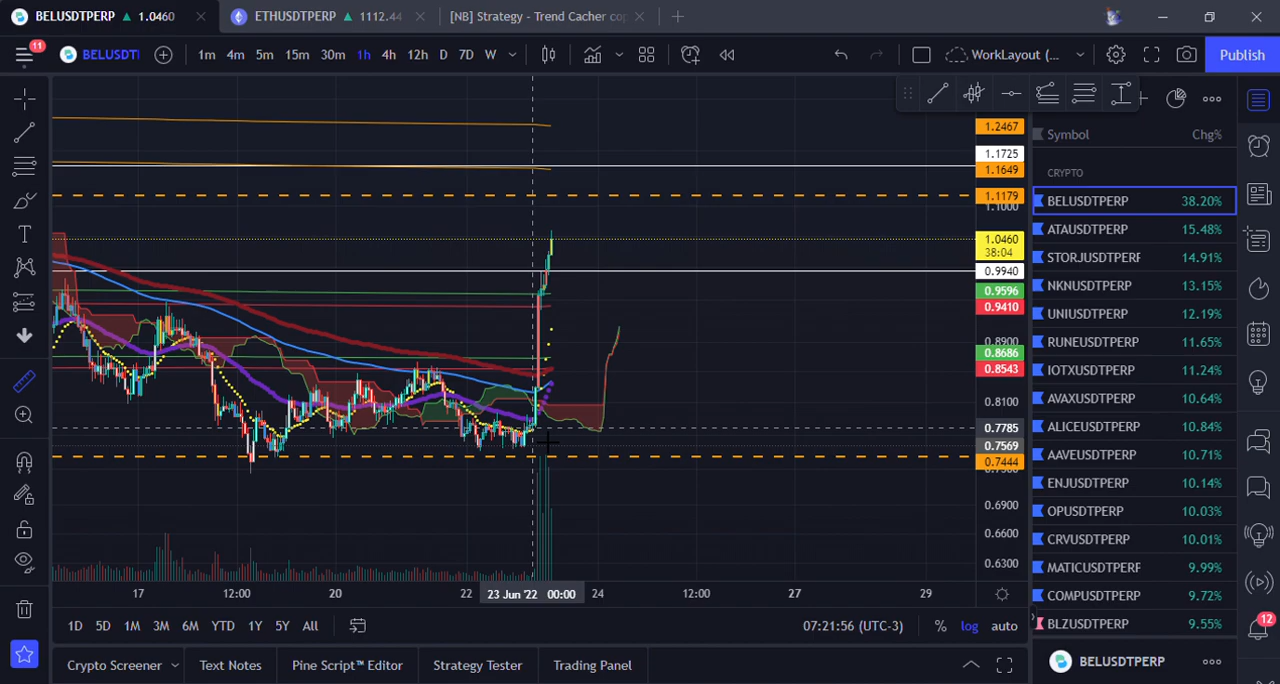 BELUSDTPERP ▲ 1.0460
ETHUSDTPERP ▲ 1112.44
[NB] Strategy - Trend Cacher cop
11
BELUSDTI
1m 4m 5m 15m 30m 1h 4h 12h D 7D W
WorkLayout (...
Publish
Symbol Chg%
CRYPTO
BELUSDTPERP 38.20%
ATAUSDTPERP 15.48%
STORJUSDTPERF 14.91%
NKNUSDTPERP 13.15%
UNIUSDTPERP 12.19%
RUNEUSDTPERP 11.65%
IOTXUSDTPERP 11.24%
AVAXUSDTPERP 10.64%
ALICEUSDTPERP 10.84%
AAVEUSDTPERP 10.71%
ENJUSDTPERP 10.14%
OPUSDTPERP 10.03%
CRVUSDTPERP 10.01%
MATICUSDTPERF 9.99%
COMPUSDTPERP 9.72%
BLZUSDTPERP 9.55%
12
BELUSDTPERP
1.2467
1.1725
1.1649
1.1179
1.1000
1.0460
38:04
0.9940
0.9596
0.9410
0.8900
0.8686
0.8543
0.8100
0.7785
0.7569
0.7444
0.6900
0.6600
0.6300
17 12:00 20 22 23 Jun '22 00:00 24 12:00 27 29
1D 5D 1M 3M 6M YTD 1Y 5Y All
07:21:56 (UTC-3) % log auto
Crypto Screener Text Notes Pine Script™ Editor Strategy Tester Trading Panel